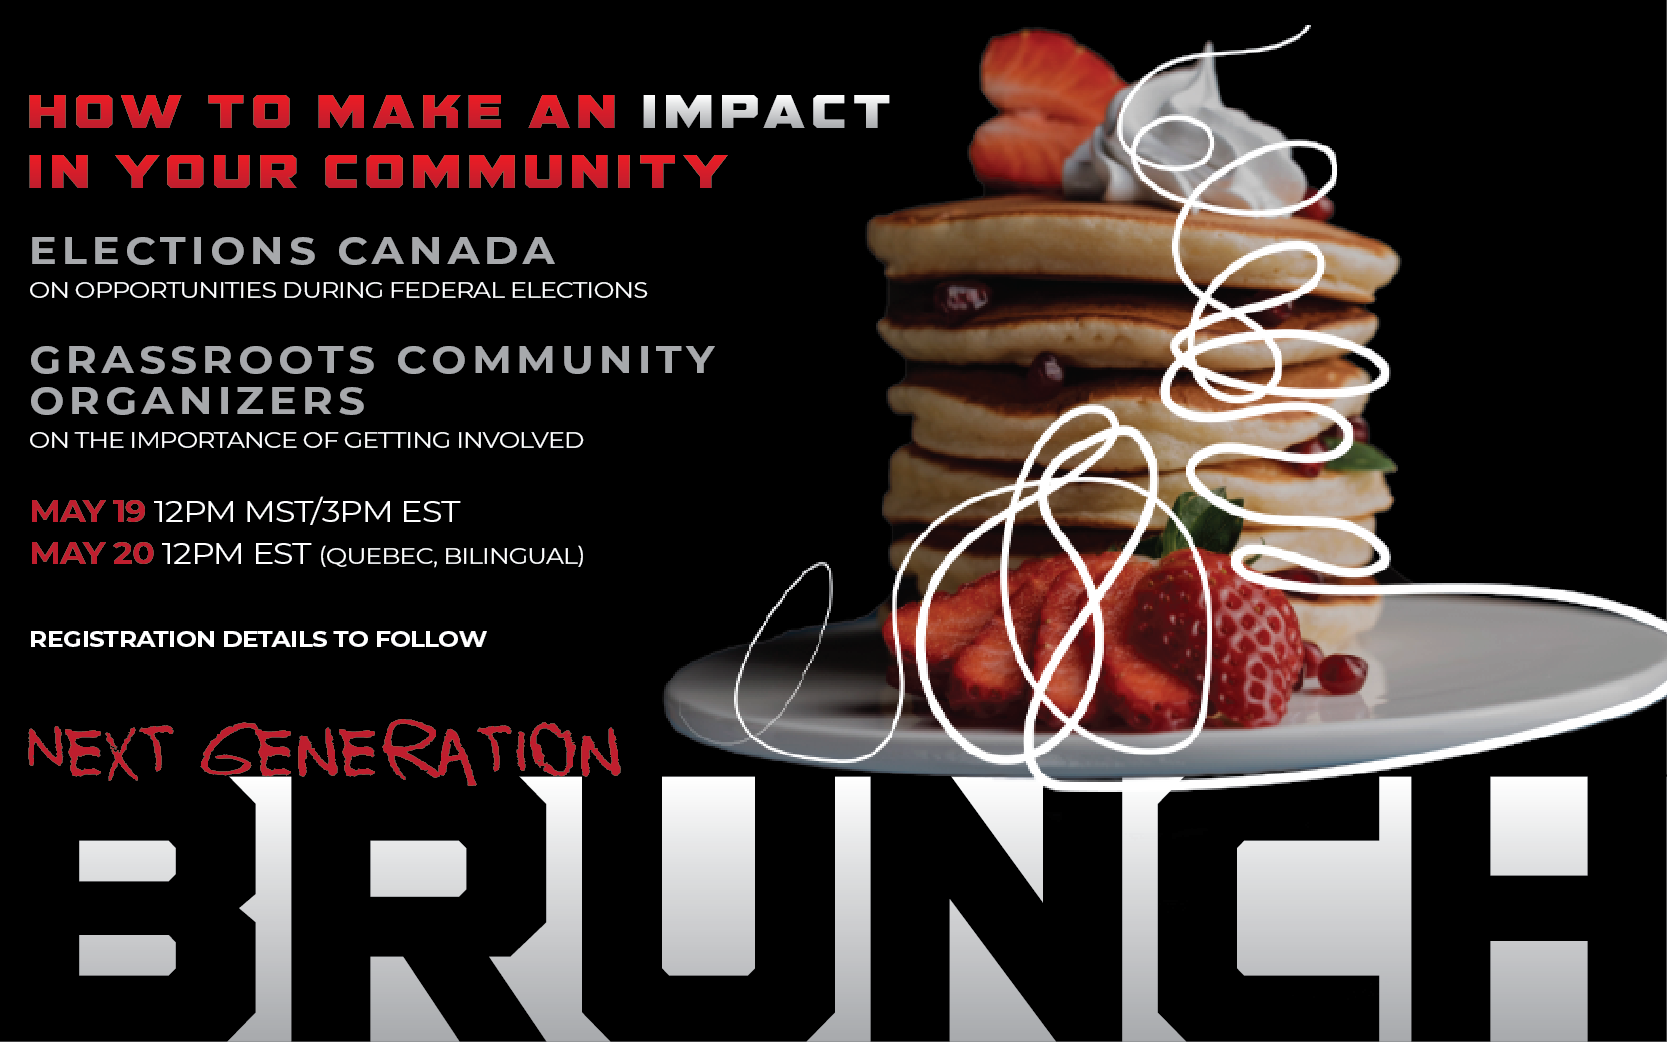 HOW TO MAKE AN IMPACT
IN YOUR COMMUNITY
ELECTIONS CANADA
ON OPPORTUNITIES DURING FEDERAL ELECTIONS
GRASSROOTS COMMUNITY
ORGANIZERS
ON THE IMPORTANCE OF GETTING INVOLVED
MAY 19 12PM MST/3PM EST
MAY 20 12PM EST (QUEBEC, BILINGUAL)
REGISTRATION DETAILS TO FOLLOW
NEXT GENERATION
BRUNCH